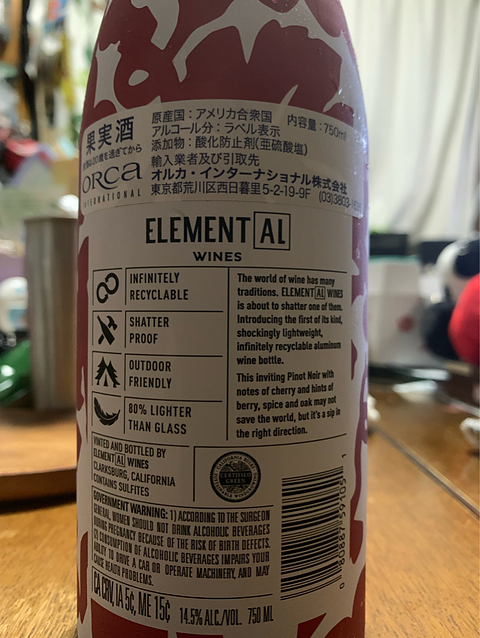 果実酒
原産国：アメリカ合衆国 内容量：750ml
アルコール分：ラベル表示
添加物：酸化防止剤(亜硫酸塩)
輸入業者及び引取先
オルカ・インターナショナル株式会社
東京都荒川区西日暮里5-2-19-9F (03)3803-
ORCA
INTERNATIONAL
ELEMENT[AL]
WINES
INFINITELY
RECYCLABLE
SHATTER
PROOF
OUTDOOR
FRIENDLY
80% LIGHTER
THAN GLASS
The world of wine has many
traditions. ELEMENT[AL] WINES
is about to shatter one of them.
Introducing the first of its kind,
shockingly lightweight,
infinitely recyclable aluminum
wine bottle.
This inviting Pinot Noir with
notes of cherry and hints of
berry, spice and oak may not
save the world, but it's a sip in
the right direction.
VINTED AND BOTTLED BY
ELEMENT[AL] WINES
CLARKSBURG, CALIFORNIA
CONTAINS SULFITES
CERTIFIED
GREEN
GOVERNMENT WARNING: 1) ACCORDING TO THE SURGEON
GENERAL, WOMEN SHOULD NOT DRINK ALCOHOLIC BEVERAGES
DURING PREGNANCY BECAUSE OF THE RISK OF BIRTH DEFECTS.
(2) CONSUMPTION OF ALCOHOLIC BEVERAGES IMPAIRS YOUR
ABILITY TO DRIVE A CAR OR OPERATE MACHINERY, AND MAY
CAUSE HEALTH PROBLEMS.
CA CRV, IA 5¢, ME 15¢ 14.5% ALC/VOL. 750 ML